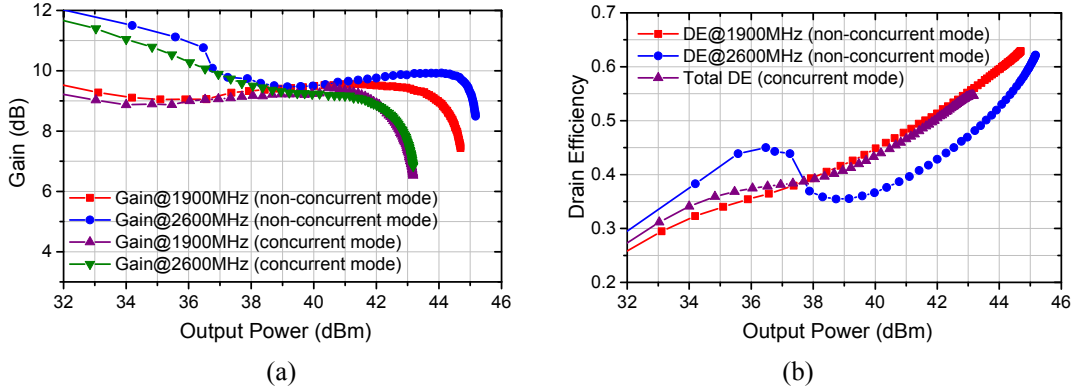 12
10
8
6
4
Gain (dB)
Gain@1900MHz (non-concurrent mode)
Gain@2600MHz (non-concurrent mode)
Gain@1900MHz (concurrent mode)
Gain@2600MHz (concurrent mode)
32 34 36 38 40 42 44 46
Output Power (dBm)
(a)
0.7
0.6
0.5
0.4
0.3
0.2
Drain Efficiency
DE@1900MHz (non-concurrent mode)
DE@2600MHz (non-concurrent mode)
Total DE (concurrent mode)
32 34 36 38 40 42 44 46
Output Power (dBm)
(b)